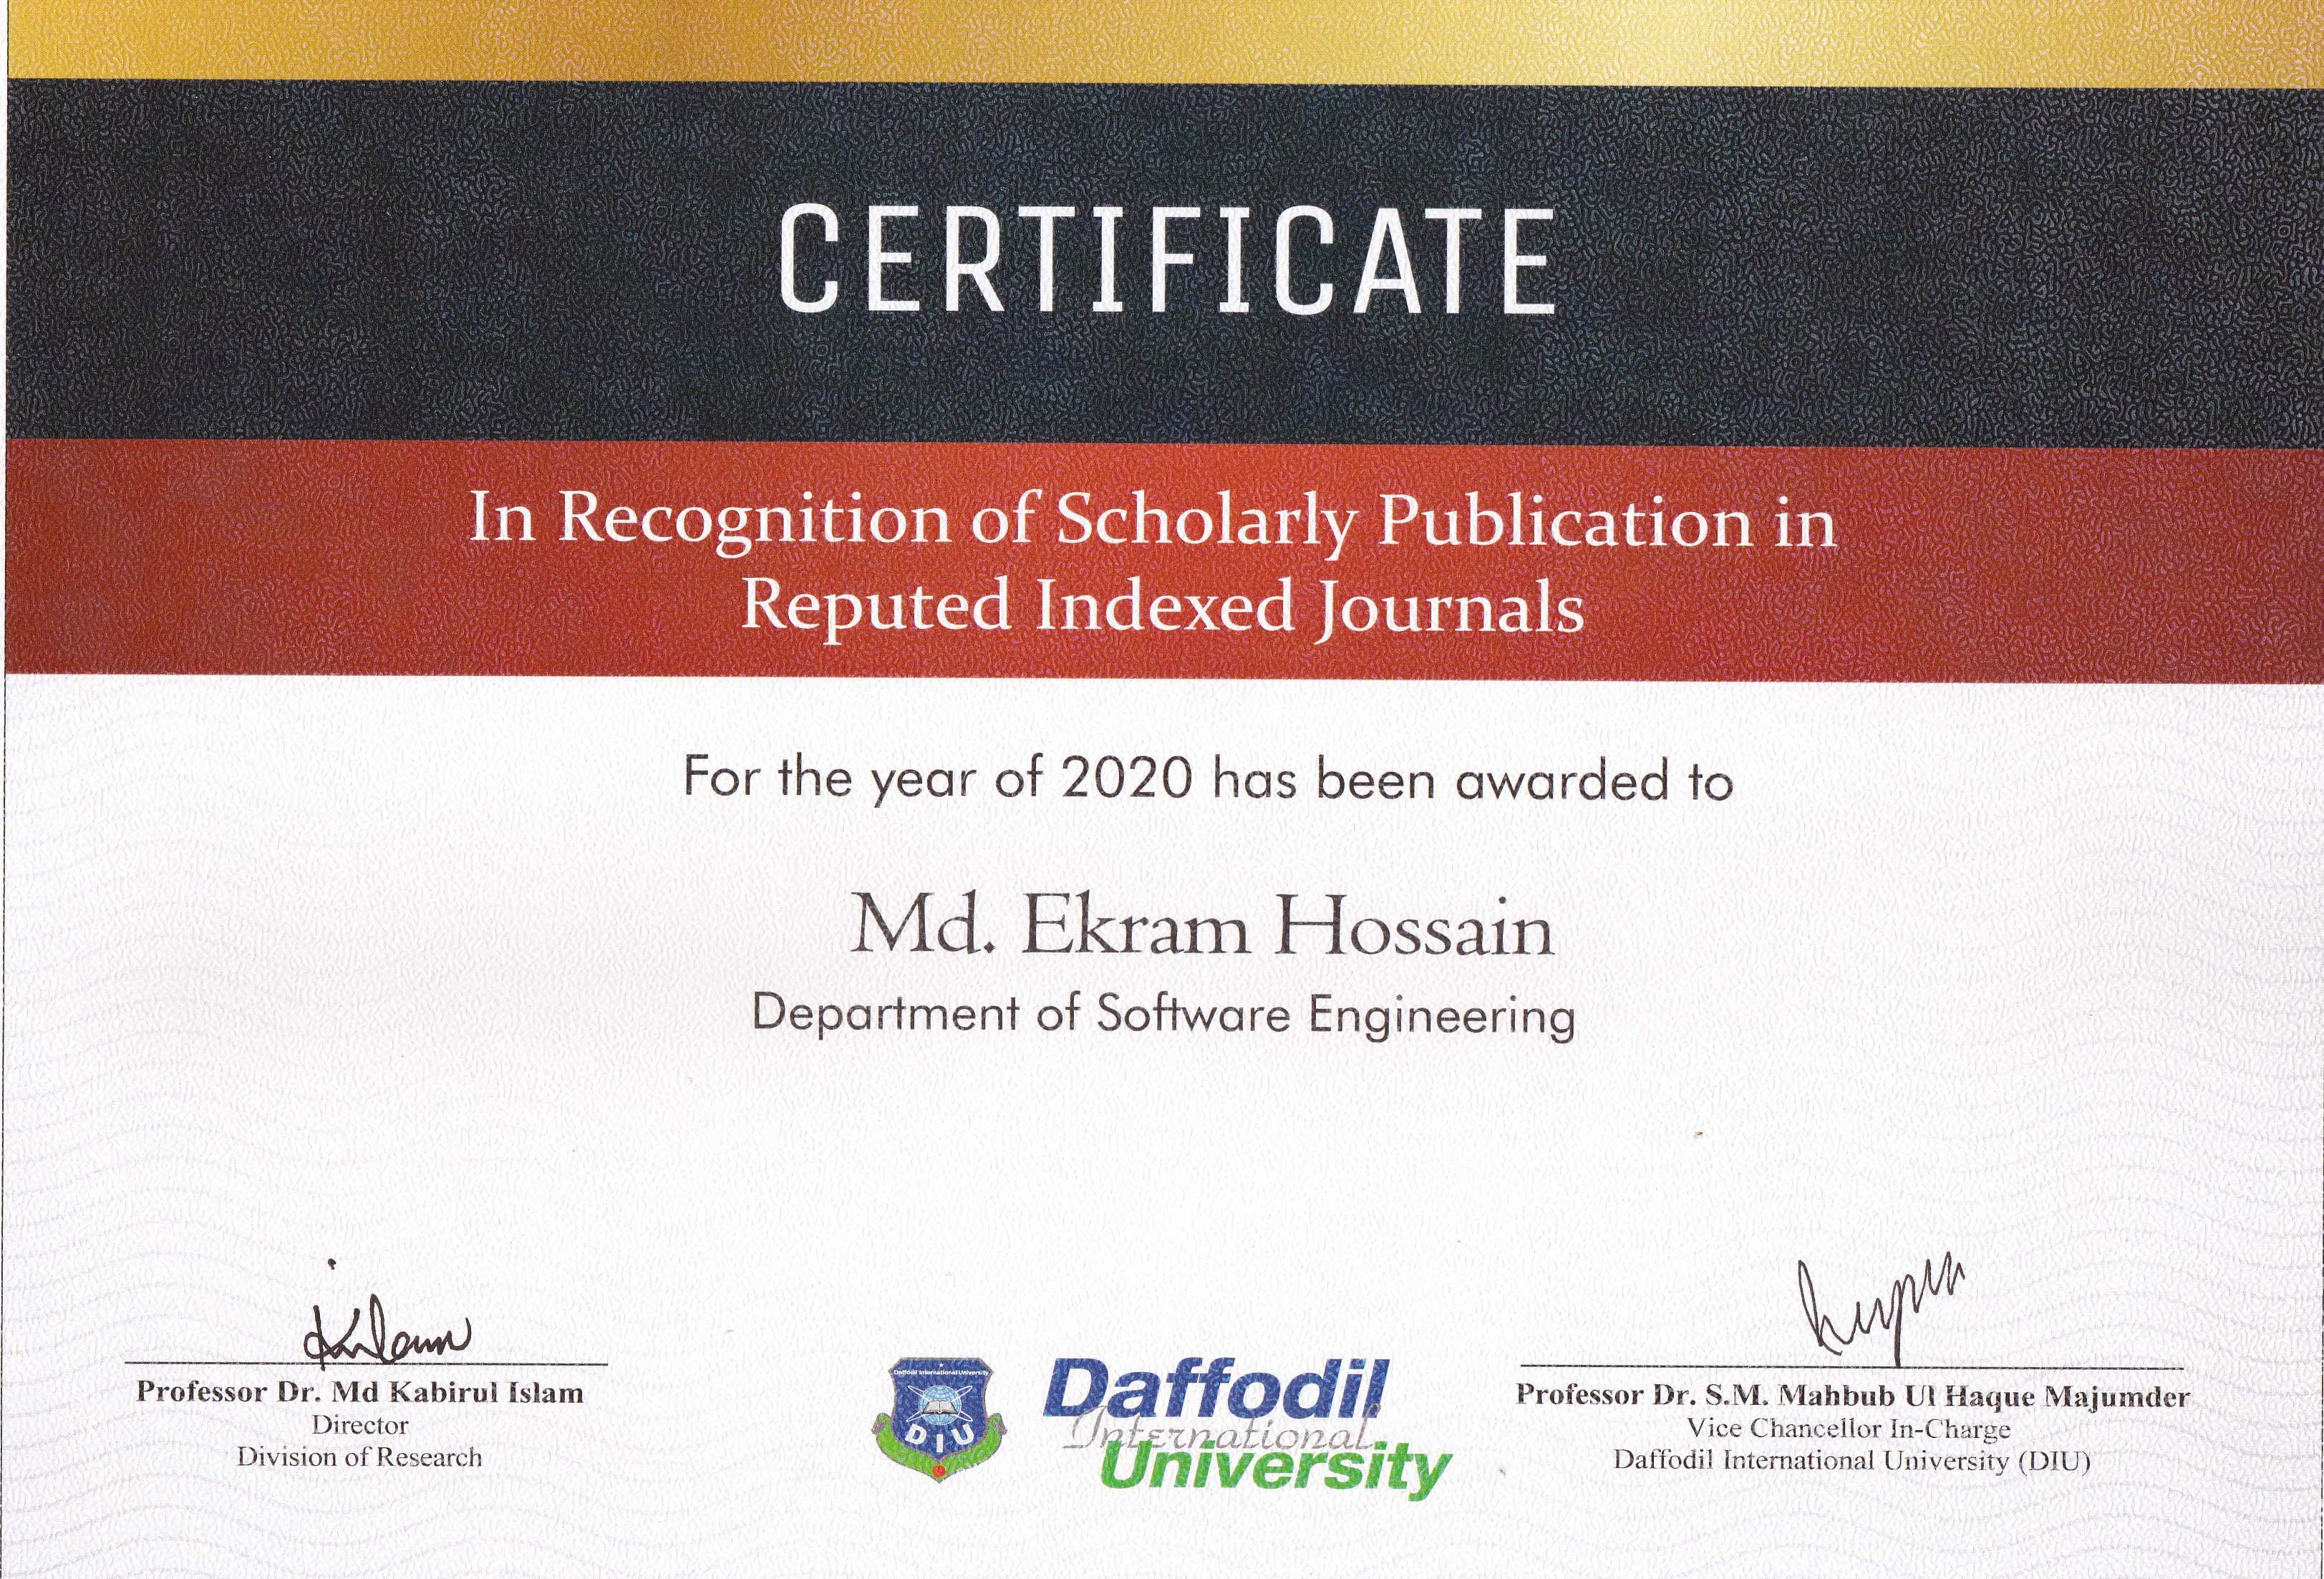 CERTIFICATE
In Recognition of Scholarly Publication in
Reputed Indexed Journals
For the year of 2020 has been awarded to
Md. Ekram Hossain
Department of Software Engineering
Professor Dr. Md Kabirul Islam
Director
Division of Research
Daffodil International University
DIU
Daffodil
International
University
Professor Dr. S.M. Mahbub Ul Haque Majumder
Vice Chancellor In-Charge
Daffodil International University (DIU)